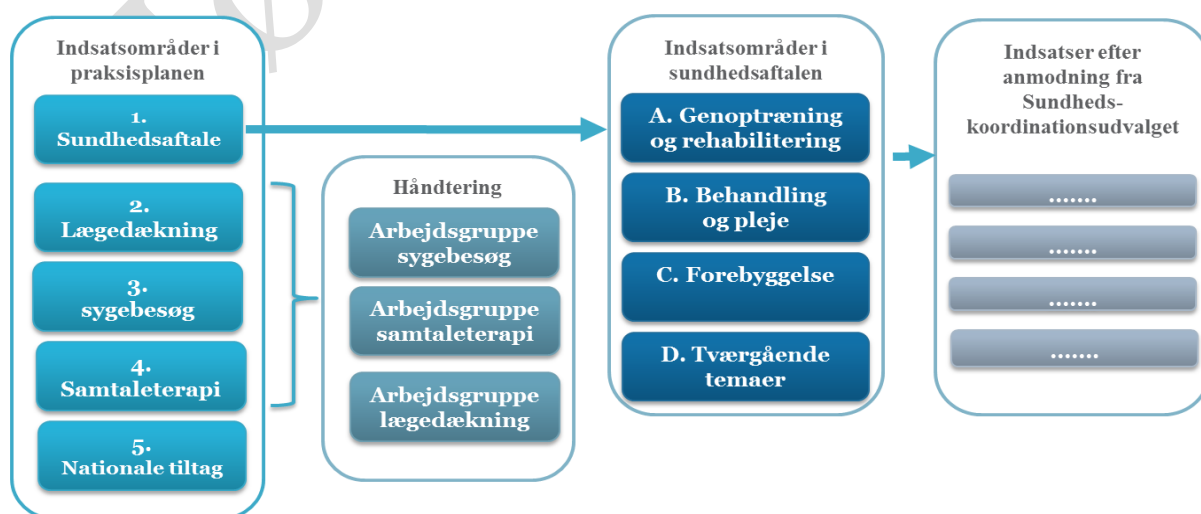 Indsatsområder i
praksisplanen
1.
Sundhedsaftale
2.
Lægedækning
3.
sygebesøg
4.
Samtaleterapi
5.
Nationale tiltag
Håndtering
Arbejdsgruppe
sygebesøg
Arbejdsgruppe
samtaleterapi
Arbejdsgruppe
lægedækning
Indsatsområder i
sundhedsaftalen
A. Genoptræning
og rehabilitering
B. Behandling
og pleje
C. Forebyggelse
D. Tværgående
temaer
Indsatser efter
anmodning fra
Sundheds-
koordinationsudvalget
.......
.......
.......
.......